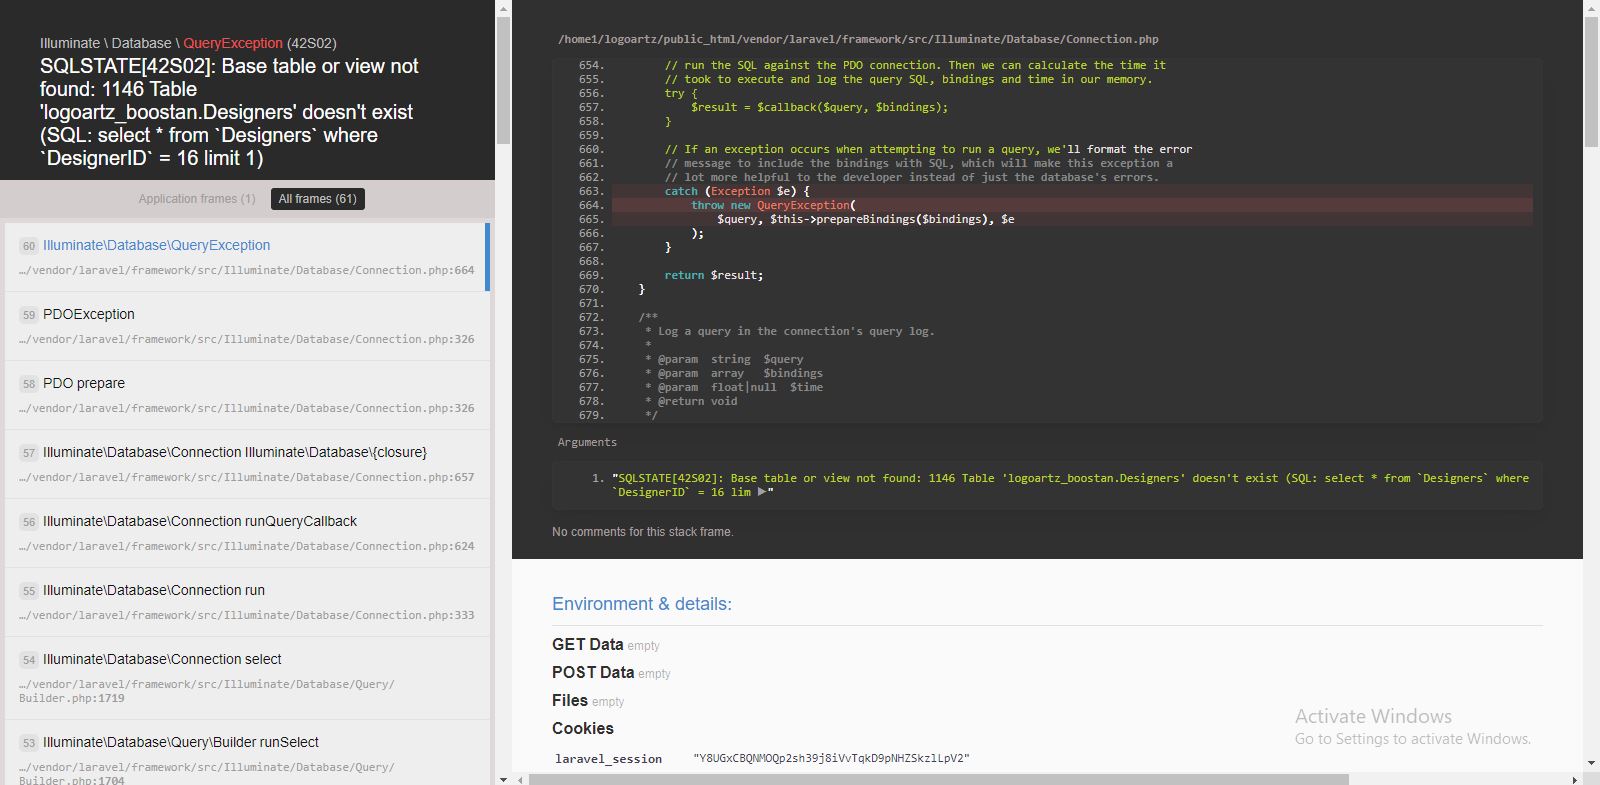 Illuminate \ Database \ QueryException (42S02)
SQLSTATE[42S02]: Base table or view not
found: 1146 Table
'logoartz_boostan.Designers' doesn't exist
(SQL: select * from `Designers` where
`DesignerID` = 16 limit 1)
Application frames (1)
All frames (61)
60 Illuminate\Database\QueryException
…/vendor/laravel/framework/src/Illuminate/Database/Connection.php:664
59 PDOException
…/vendor/laravel/framework/src/Illuminate/Database/Connection.php:326
58 PDO prepare
…/vendor/laravel/framework/src/Illuminate/Database/Connection.php:326
57 Illuminate\Database\Connection Illuminate\Database\{closure}
…/vendor/laravel/framework/src/Illuminate/Database/Connection.php:657
56 Illuminate\Database\Connection runQueryCallback
…/vendor/laravel/framework/src/Illuminate/Database/Connection.php:624
55 Illuminate\Database\Connection run
…/vendor/laravel/framework/src/Illuminate/Database/Connection.php:333
54 Illuminate\Database\Connection select
…/vendor/laravel/framework/src/Illuminate/Database/Query/
Builder.php:1719
53 Illuminate\Database\Query\Builder runSelect
…/vendor/laravel/framework/src/Illuminate/Database/Query/
Builder.php:1704
/home1/logoartz/public_html/vendor/laravel/framework/src/Illuminate/Database/Connection.php
654. // run the SQL against the PDO connection. Then we can calculate the time it
655. // took to execute and log the query SQL, bindings and time in our memory.
656. try {
657. $result = $callback($query, $bindings);
658. }
659.
660. // If an exception occurs when attempting to run a query, we'll format the error
661. // message to include the bindings with SQL, which will make this exception a
662. // lot more helpful to the developer instead of just the database's errors.
663. catch (Exception $e) {
664. throw new QueryException(
665. $query, $this->prepareBindings($bindings), $e
666. );
667. }
668.
669. return $result;
670. }
671.
672. /**
673. * Log a query in the connection's query log.
674. *
675. * @param string $query
676. * @param array $bindings
677. * @param float|null $time
678. * @return void
679. */
Arguments
1. "SQLSTATE[42S02]: Base table or view not found: 1146 Table 'logoartz_boostan.Designers' doesn't exist (SQL: select * from `Designers` where
`DesignerID` = 16 lim ▶"
No comments for this stack frame.
Environment & details:
GET Data empty
POST Data empty
Files empty
Cookies
laravel_session "Y8UGxCBQNMOQp2sh39j8iVvTqkD9pNHZSkzlLpV2"
Activate Windows
Go to Settings to activate Windows.